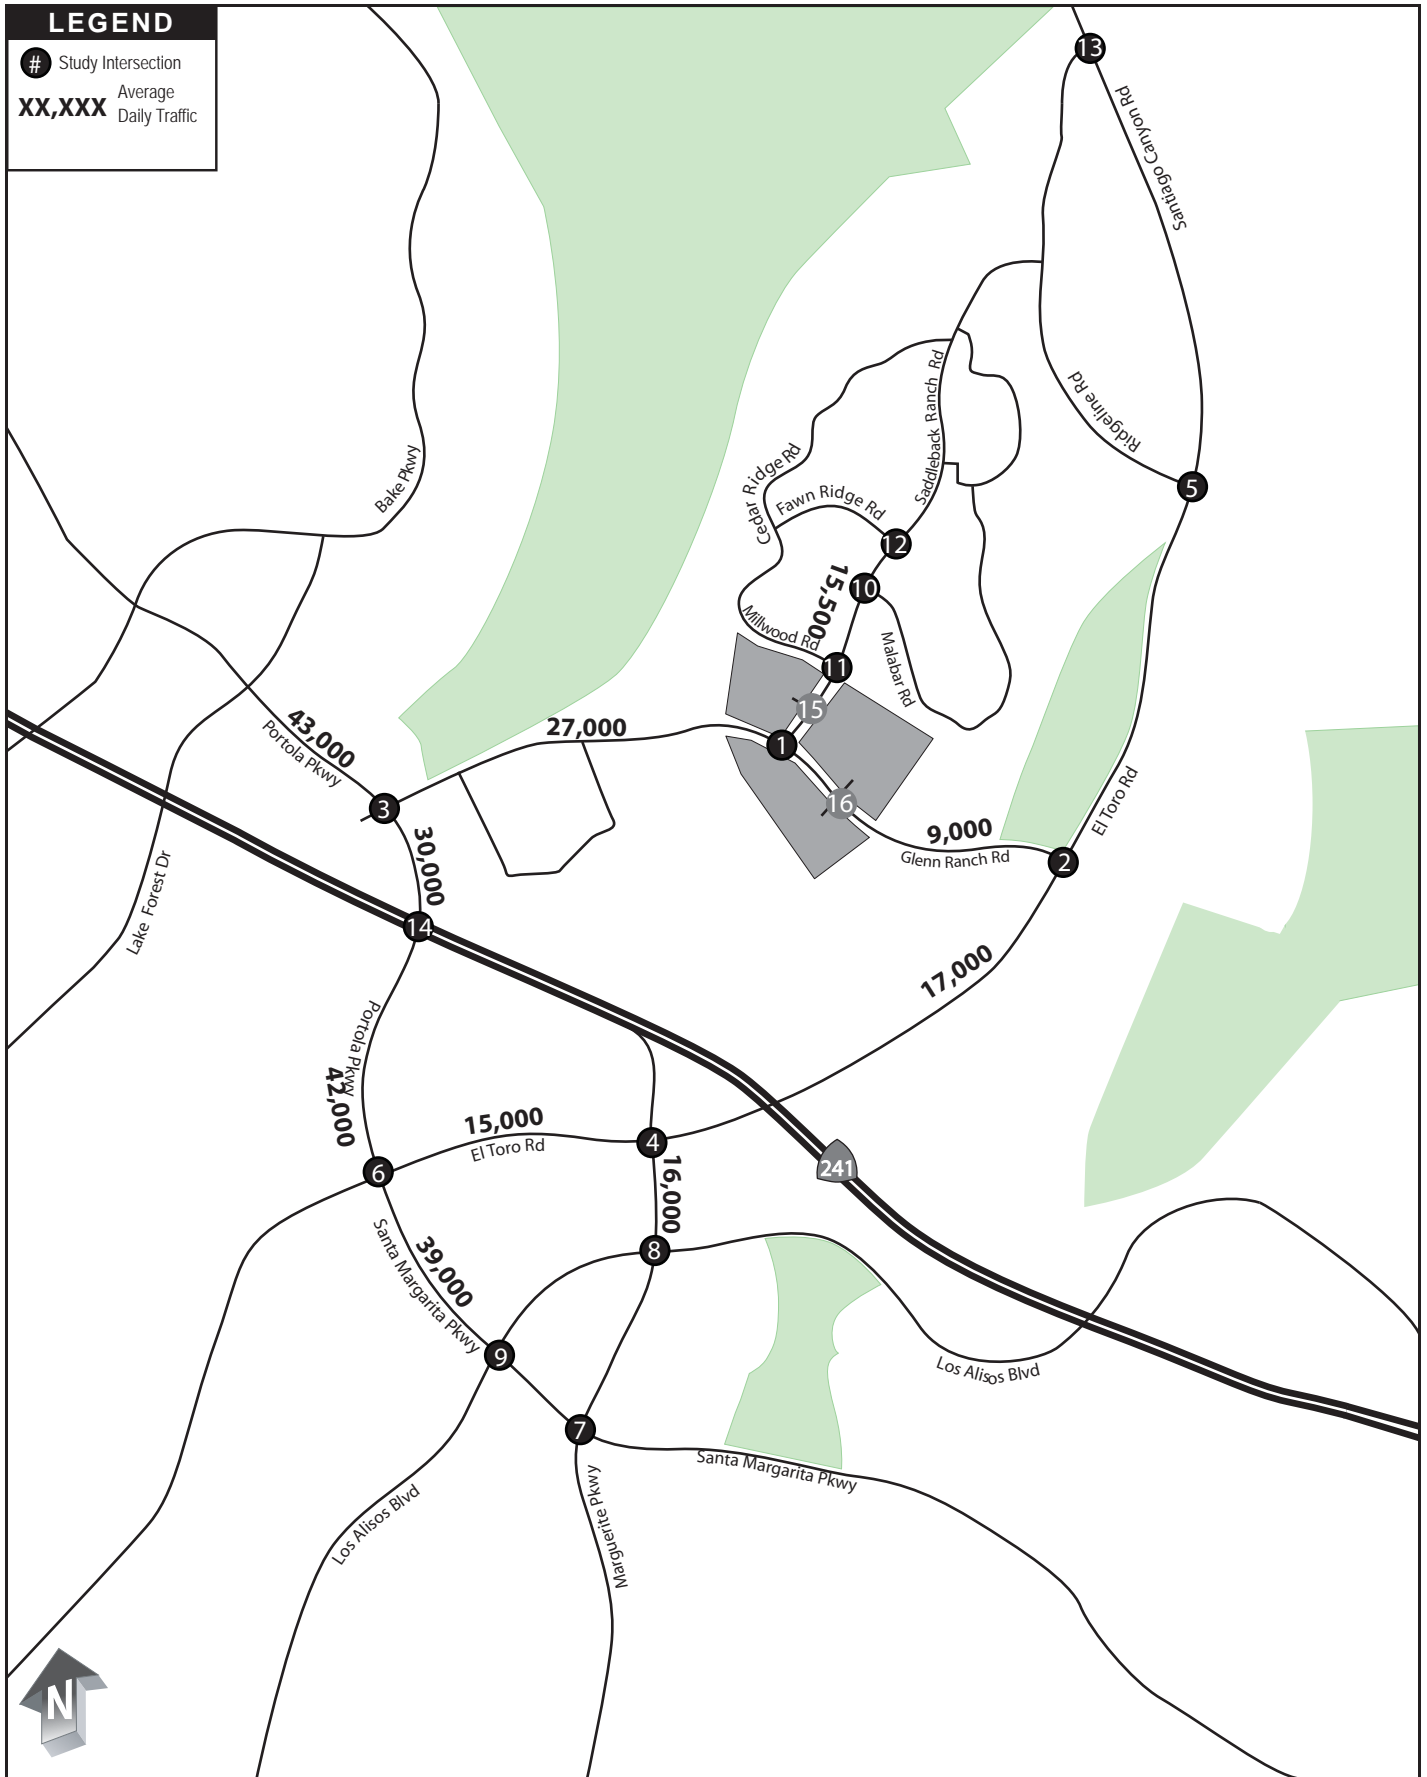 LEGEND
# Study Intersection
XX,XXX Average
Daily Traffic
13
Santiago Canyon Rd
Ridgeline Rd
Saddleback Ranch Rd
Bake Pkwy
Cedar Ridge Rd
Fawn Ridge Rd
5
12
15,500
10
Millwood Rd
Malabar Rd
11
15
43,000
Portola Pkwy
27,000
1
3
16
El Toro Rd
30,000
9,000
Glenn Ranch Rd
2
Lake Forest Dr
14
17,000
Portola Pkwy
42,000
15,000
El Toro Rd
4
241
6
16,000
Santa Margarita Pkwy
39,000
8
9
Los Alisos Blvd
7
Santa Margarita Pkwy
Los Alisos Blvd
Marguerite Pkwy
N